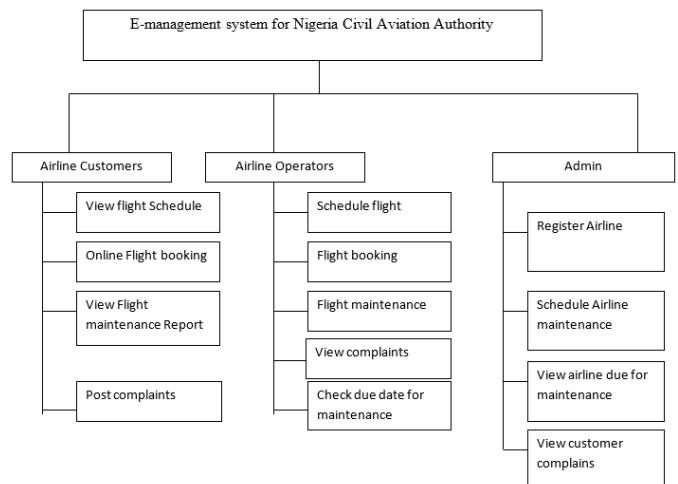 E-management system for Nigeria Civil Aviation Authority
Airline Customers
View flight Schedule
Online Flight booking
View Flight
maintenance Report
Post complaints
Airline Operators
Schedule flight
Flight booking
Flight maintenance
View complaints
Check due date for
maintenance
Admin
Register Airline
Schedule Airline
maintenance
View airline due for
maintenance
View customer
complains